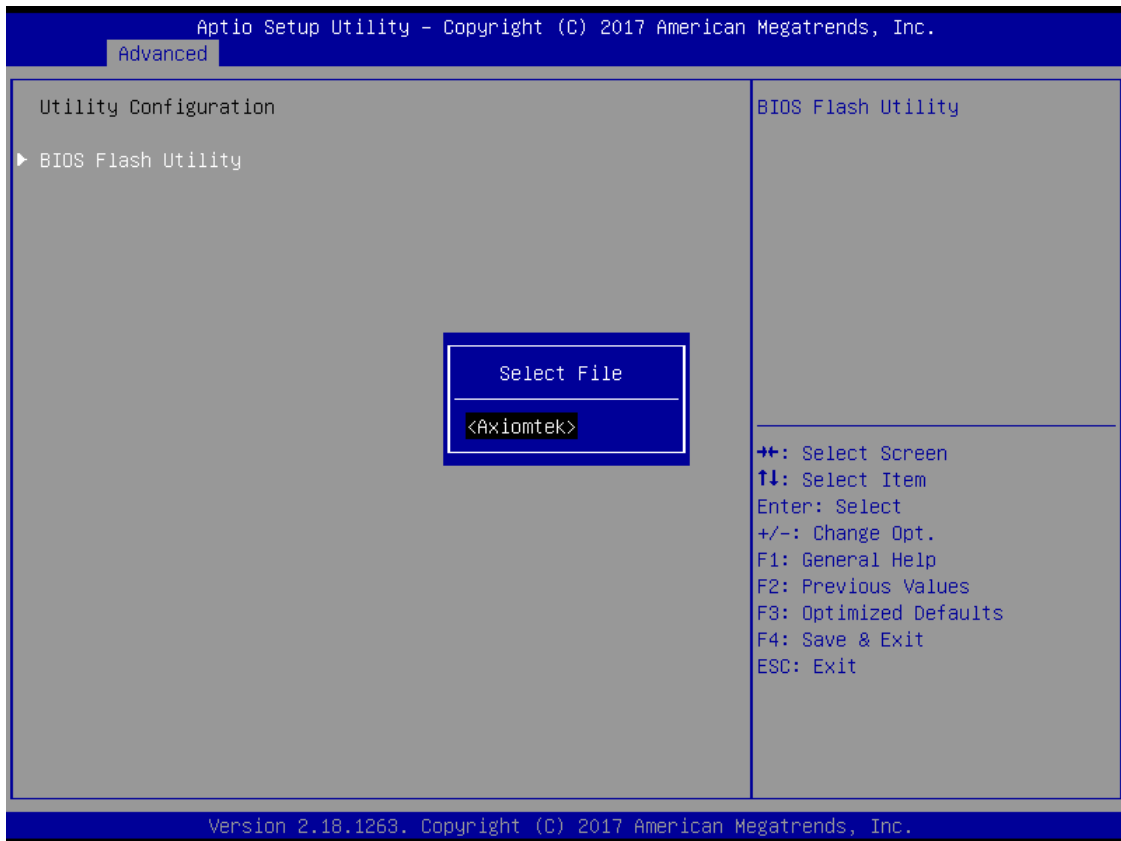 Aptio Setup Utility – Copyright (C) 2017 American Megatrends, Inc.
Advanced
Utility Configuration
▶ BIOS Flash Utility
Select File
<Axiomtek>
BIOS Flash Utility
→←: Select Screen
↑↓: Select Item
Enter: Select
+/-: Change Opt.
F1: General Help
F2: Previous Values
F3: Optimized Defaults
F4: Save & Exit
ESC: Exit
Version 2.18.1263. Copyright (C) 2017 American Megatrends, Inc.